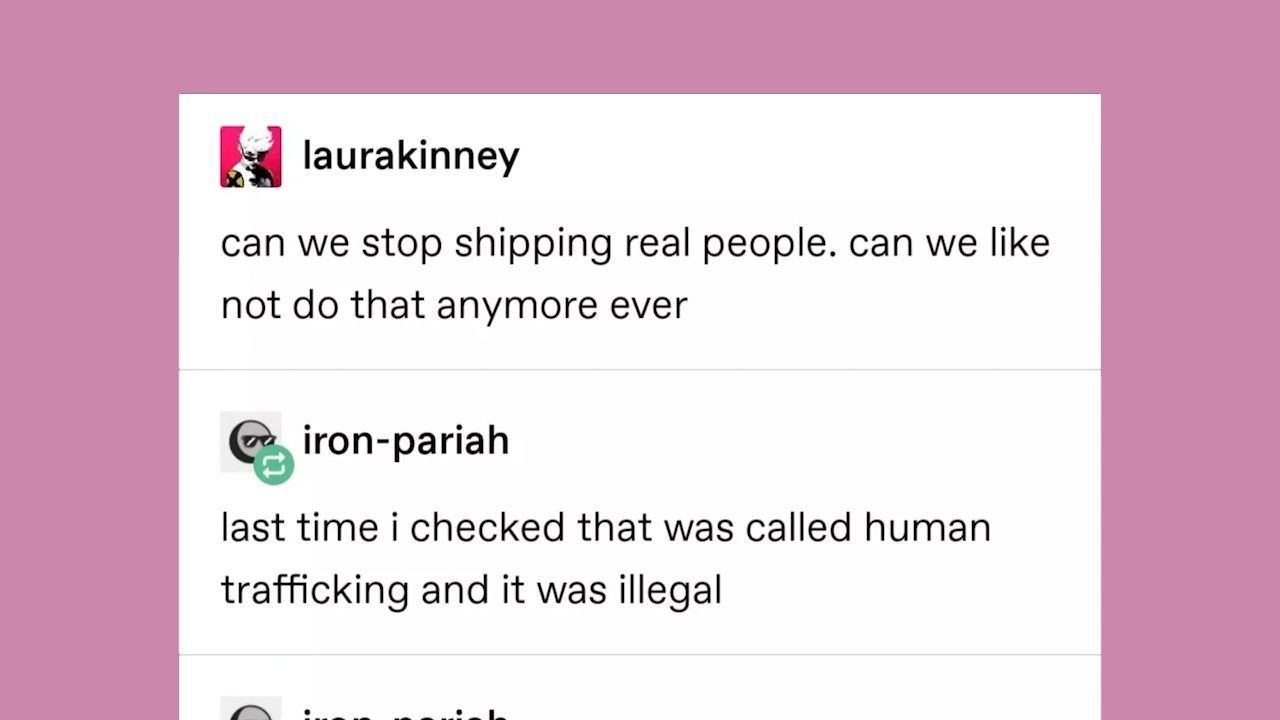 laurakinney
can we stop shipping real people. can we like
not do that anymore ever
iron-pariah
last time i checked that was called human
trafficking and it was illegal
iron-pariah